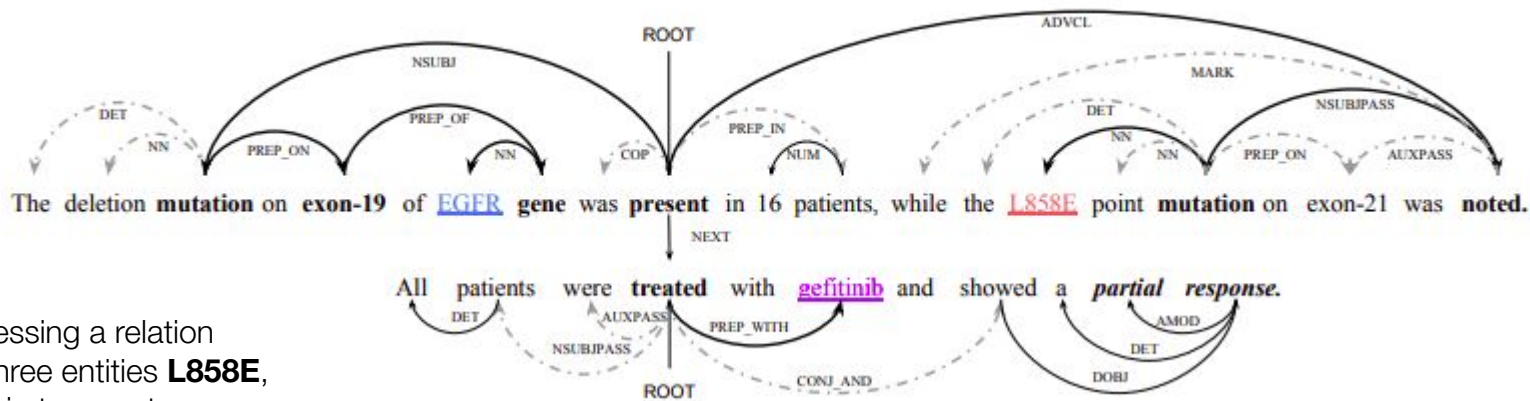 ROOT
ADVCL
NSUBJ
MARK
DET
PREP_OF
DET
NSUBJPASS
NN
PREP_ON
NN
COP
PREP_IN
NUM
NN
NN
PREP_ON
AUXPASS
The deletion mutation on exon-19 of EGFR gene was present in 16 patients, while the L858E point mutation on exon-21 was noted.
NEXT
All patients were treated with gefitinib and showed a partial response.
DET
AUXPASS
PREP_WITH
AMOD
NSUBJPASS
DET
CONJ_AND
DOBJ
ROOT
essing a relation
hree entities L858E,